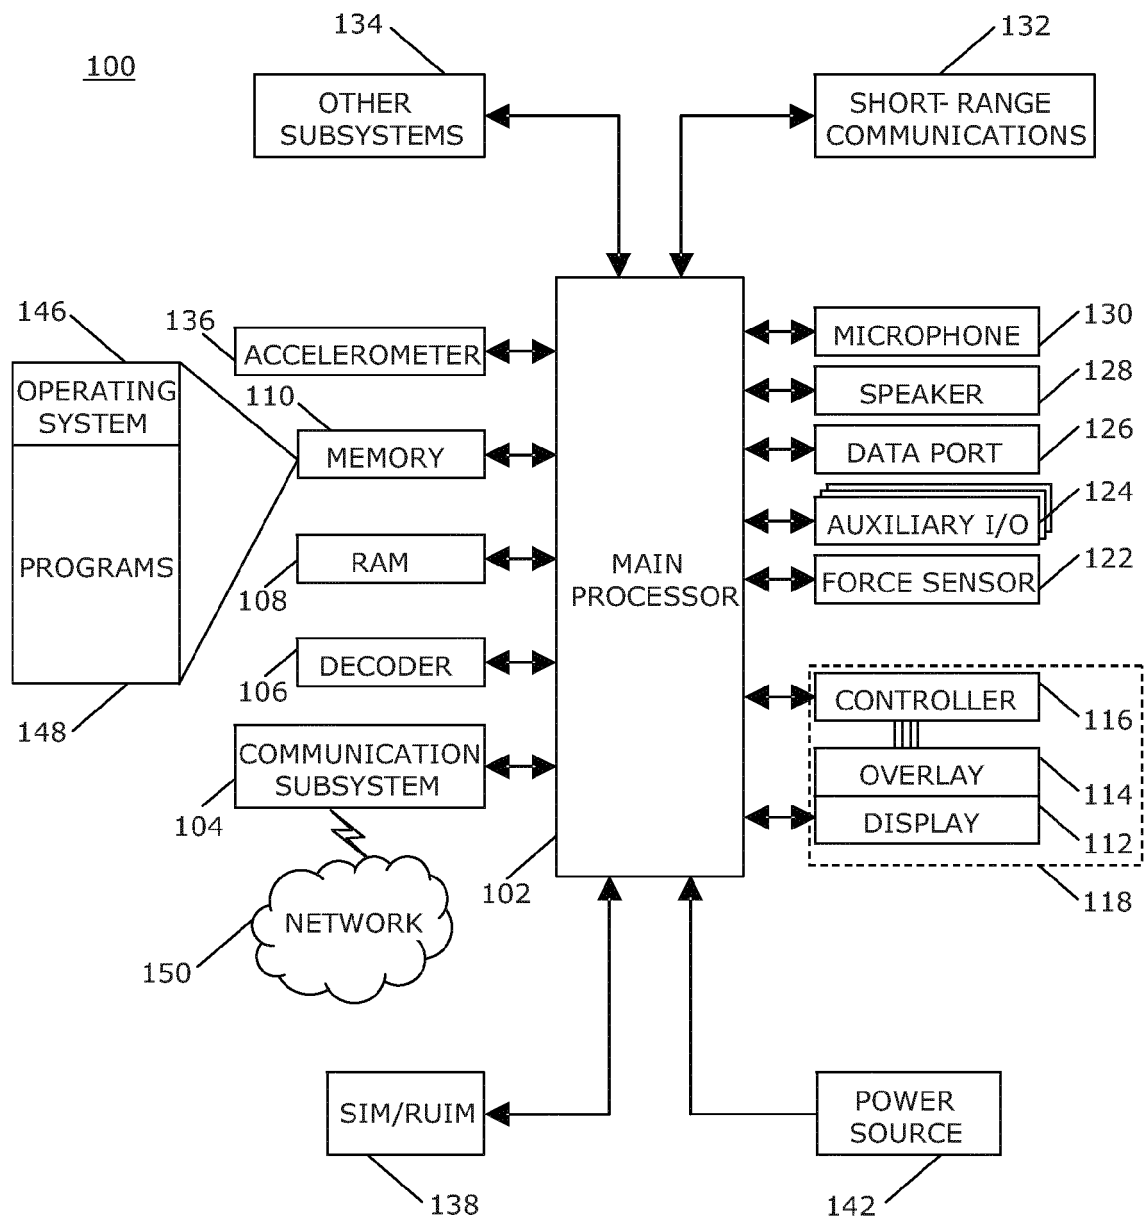 134
132
100
OTHER
SUBSYSTEMS
SHORT- RANGE
COMMUNICATIONS
146
136
ACCELEROMETER
MICROPHONE
130
OPERATING
SYSTEM
110
MEMORY
SPEAKER
128
DATA PORT
126
AUXILIARY I/O
124
PROGRAMS
RAM
108
MAIN
PROCESSOR
FORCE SENSOR
122
DECODER
106
CONTROLLER
116
148
COMMUNICATION
SUBSYSTEM
104
OVERLAY
114
DISPLAY
112
102
118
NETWORK
150
SIM/RUIM
POWER
SOURCE
138
142